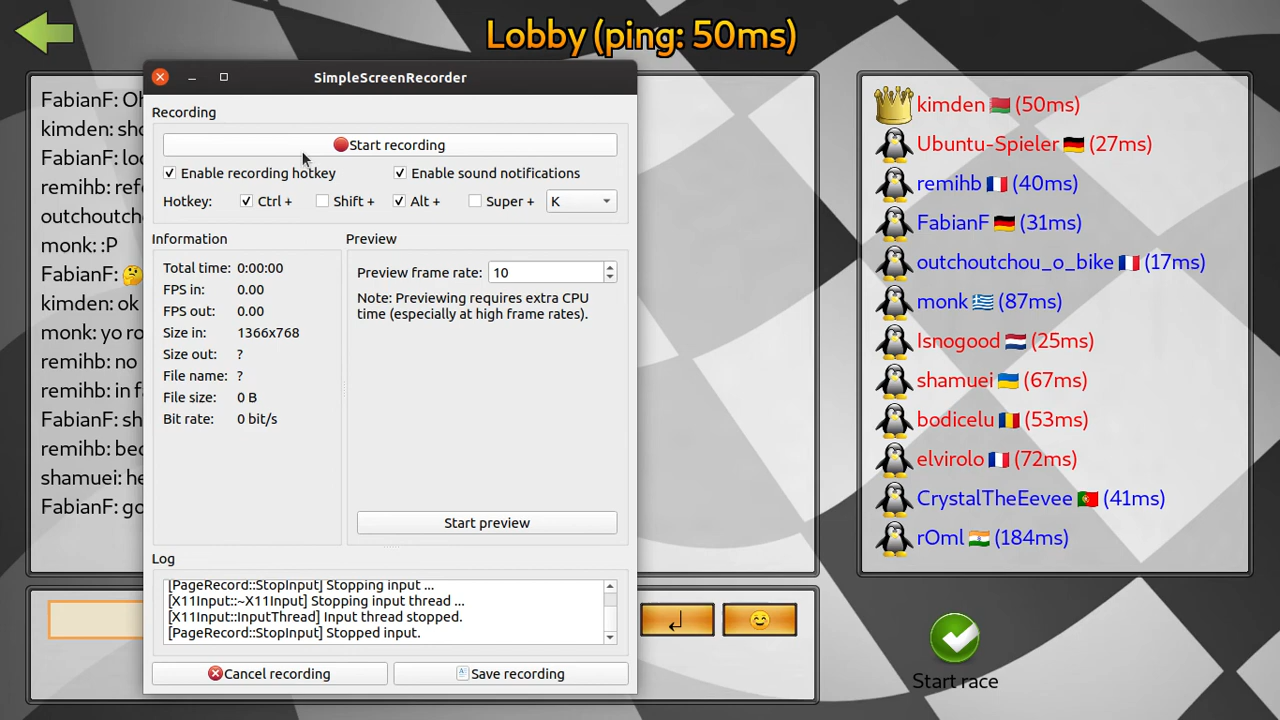 Lobby (ping: 50ms)
FabianF: Oh
kimden: sho
FabianF: loo
remihb: refe
outchoutch
monk: :P
FabianF: 🤔
kimden: ok
monk: yo ro
remihb: no
remihb: in fa
FabianF: sh
remihb: bec
shamuei: he
FabianF: go
SimpleScreenRecorder
Recording
Start recording
Enable recording hotkey
Enable sound notifications
Hotkey: Ctrl + Shift + Alt + Super + K
Information
Total time: 0:00:00
FPS in: 0.00
FPS out: 0.00
Size in: 1366x768
Size out: ?
File name: ?
File size: 0 B
Bit rate: 0 bit/s
Preview
Preview frame rate: 10
Note: Previewing requires extra CPU
time (especially at high frame rates).
Start preview
Log
[PageRecord::StopInput] Stopping input ...
[X11Input::~X11Input] Stopping input thread ...
[X11Input::InputThread] Input thread stopped.
[PageRecord::StopInput] Stopped input.
Cancel recording
Save recording
kimden (50ms)
Ubuntu-Spieler (27ms)
remihb (40ms)
FabianF (31ms)
outchoutchou_o_bike (17ms)
monk (87ms)
Isnogood (25ms)
shamuei (67ms)
bodicelu (53ms)
elvirolo (72ms)
CrystalTheEevee (41ms)
rOml (184ms)
Start race